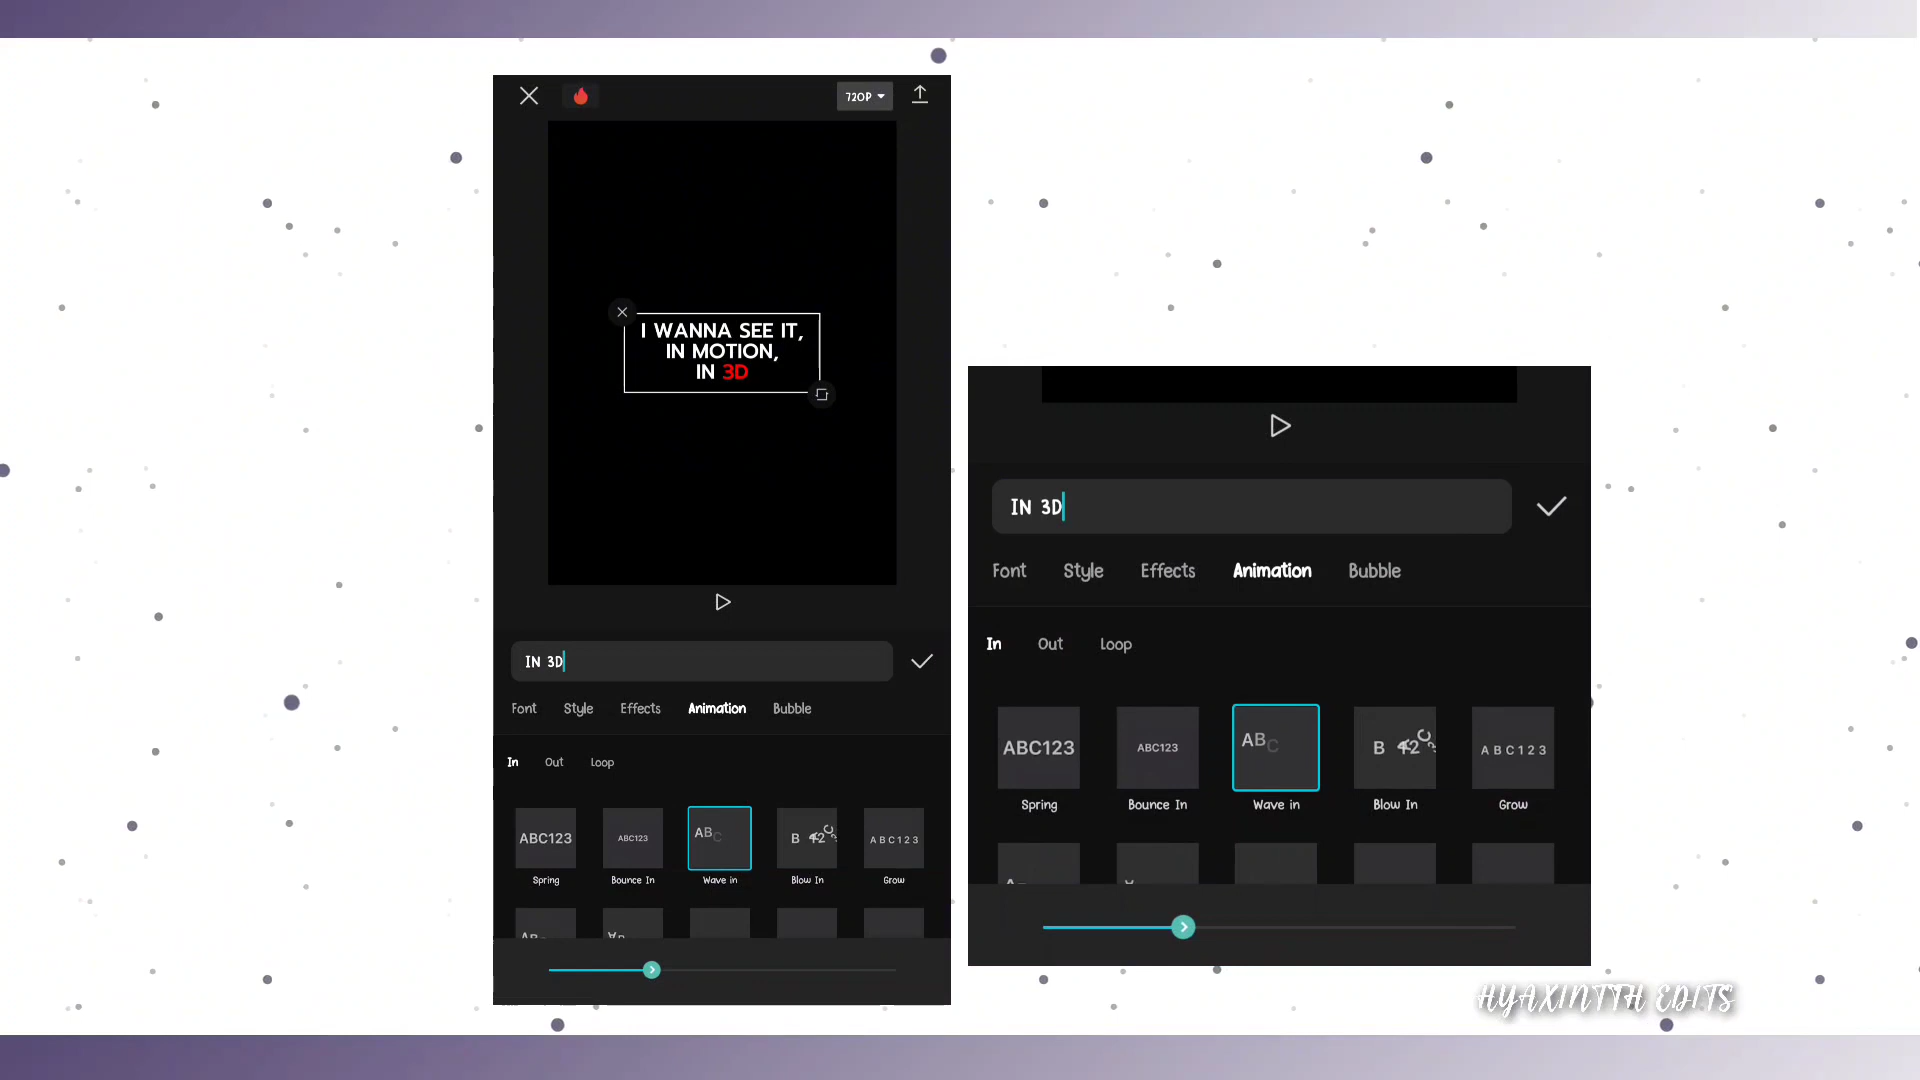 720P
I WANNA SEE IT,
IN MOTION,
IN 3D
IN 3D
Font Style Effects Animation Bubble
In Out Loop
ABC123 ABC123 ABC
Spring Bounce In Wave in Blow In Grow
ABC123
IN 3D
Font Style Effects Animation Bubble
In Out Loop
ABC123 ABC123 ABC
Spring Bounce In Wave in Blow In Grow
ABC123
HYAXINTTH EDITS